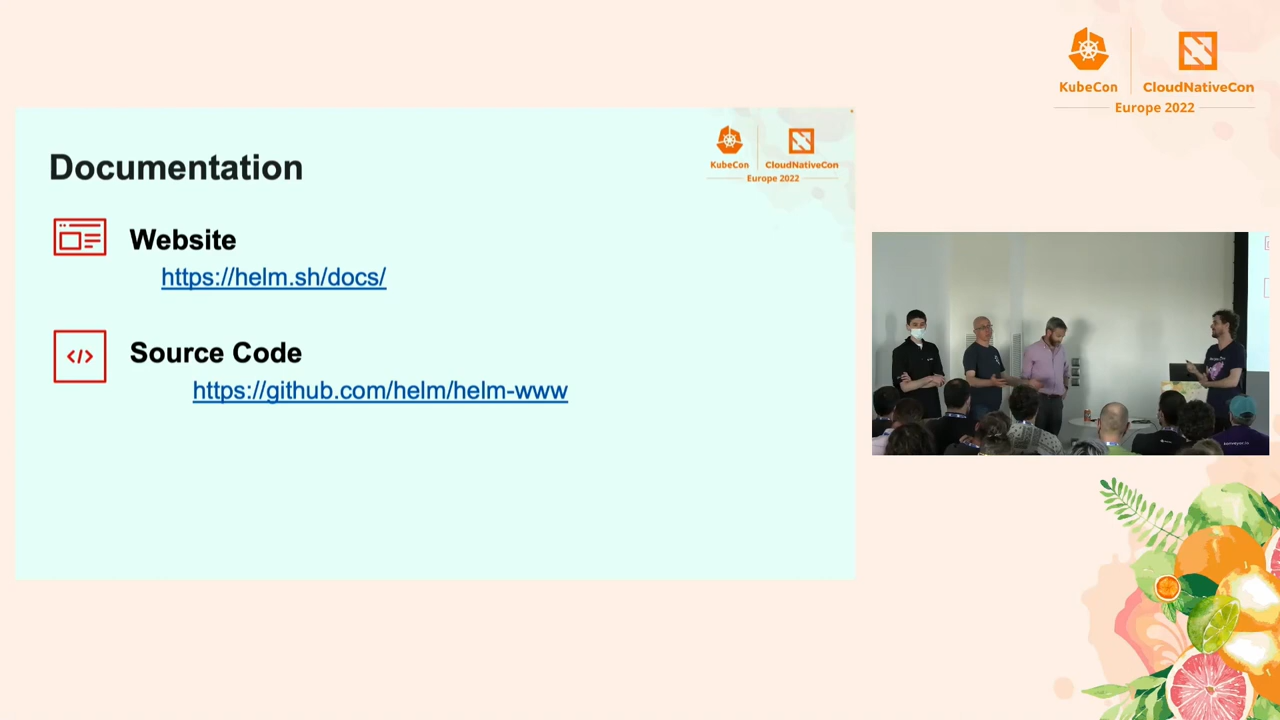 KubeCon
CloudNativeCon
Europe 2022
Documentation
KubeCon
CloudNativeCon
Europe 2022
Website
https://helm.sh/docs/
</>
Source Code
https://github.com/helm/helm-www